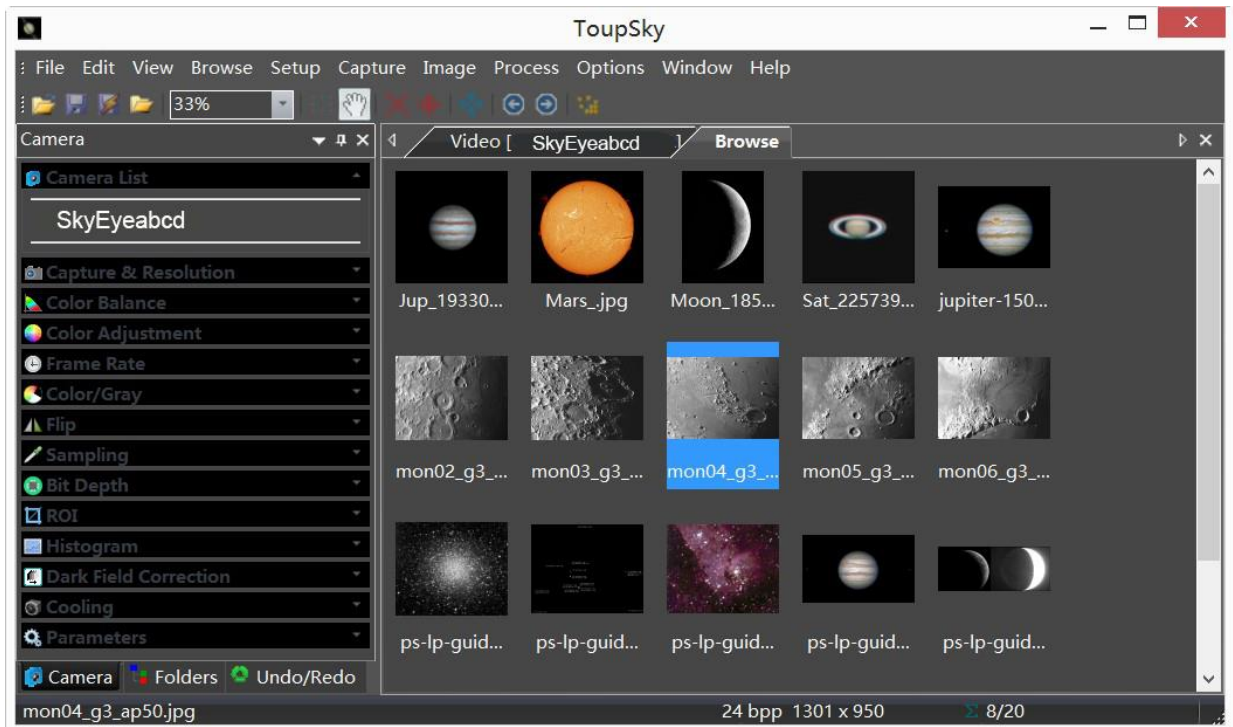 ToupSky
File Edit View Browse Setup Capture Image Process Options Window Help
33%
Camera
Video [ SkyEyeabcd ] Browse
Camera List
SkyEyeabcd
Capture & Resolution
Color Balance
Color Adjustment
Frame Rate
Color/Gray
Flip
Sampling
Bit Depth
ROI
Histogram
Dark Field Correction
Cooling
Parameters
Camera Folders Undo/Redo
Jup_19330... Mars_.jpg Moon_185... Sat_225739... jupiter-150...
mon02_g3_... mon03_g3_... mon04_g3_... mon05_g3_... mon06_g3_...
ps-lp-guid... ps-lp-guid... ps-lp-guid... ps-lp-guid... ps-lp-guid...
mon04_g3_ap50.jpg 24 bpp 1301 x 950 Σ 8/20